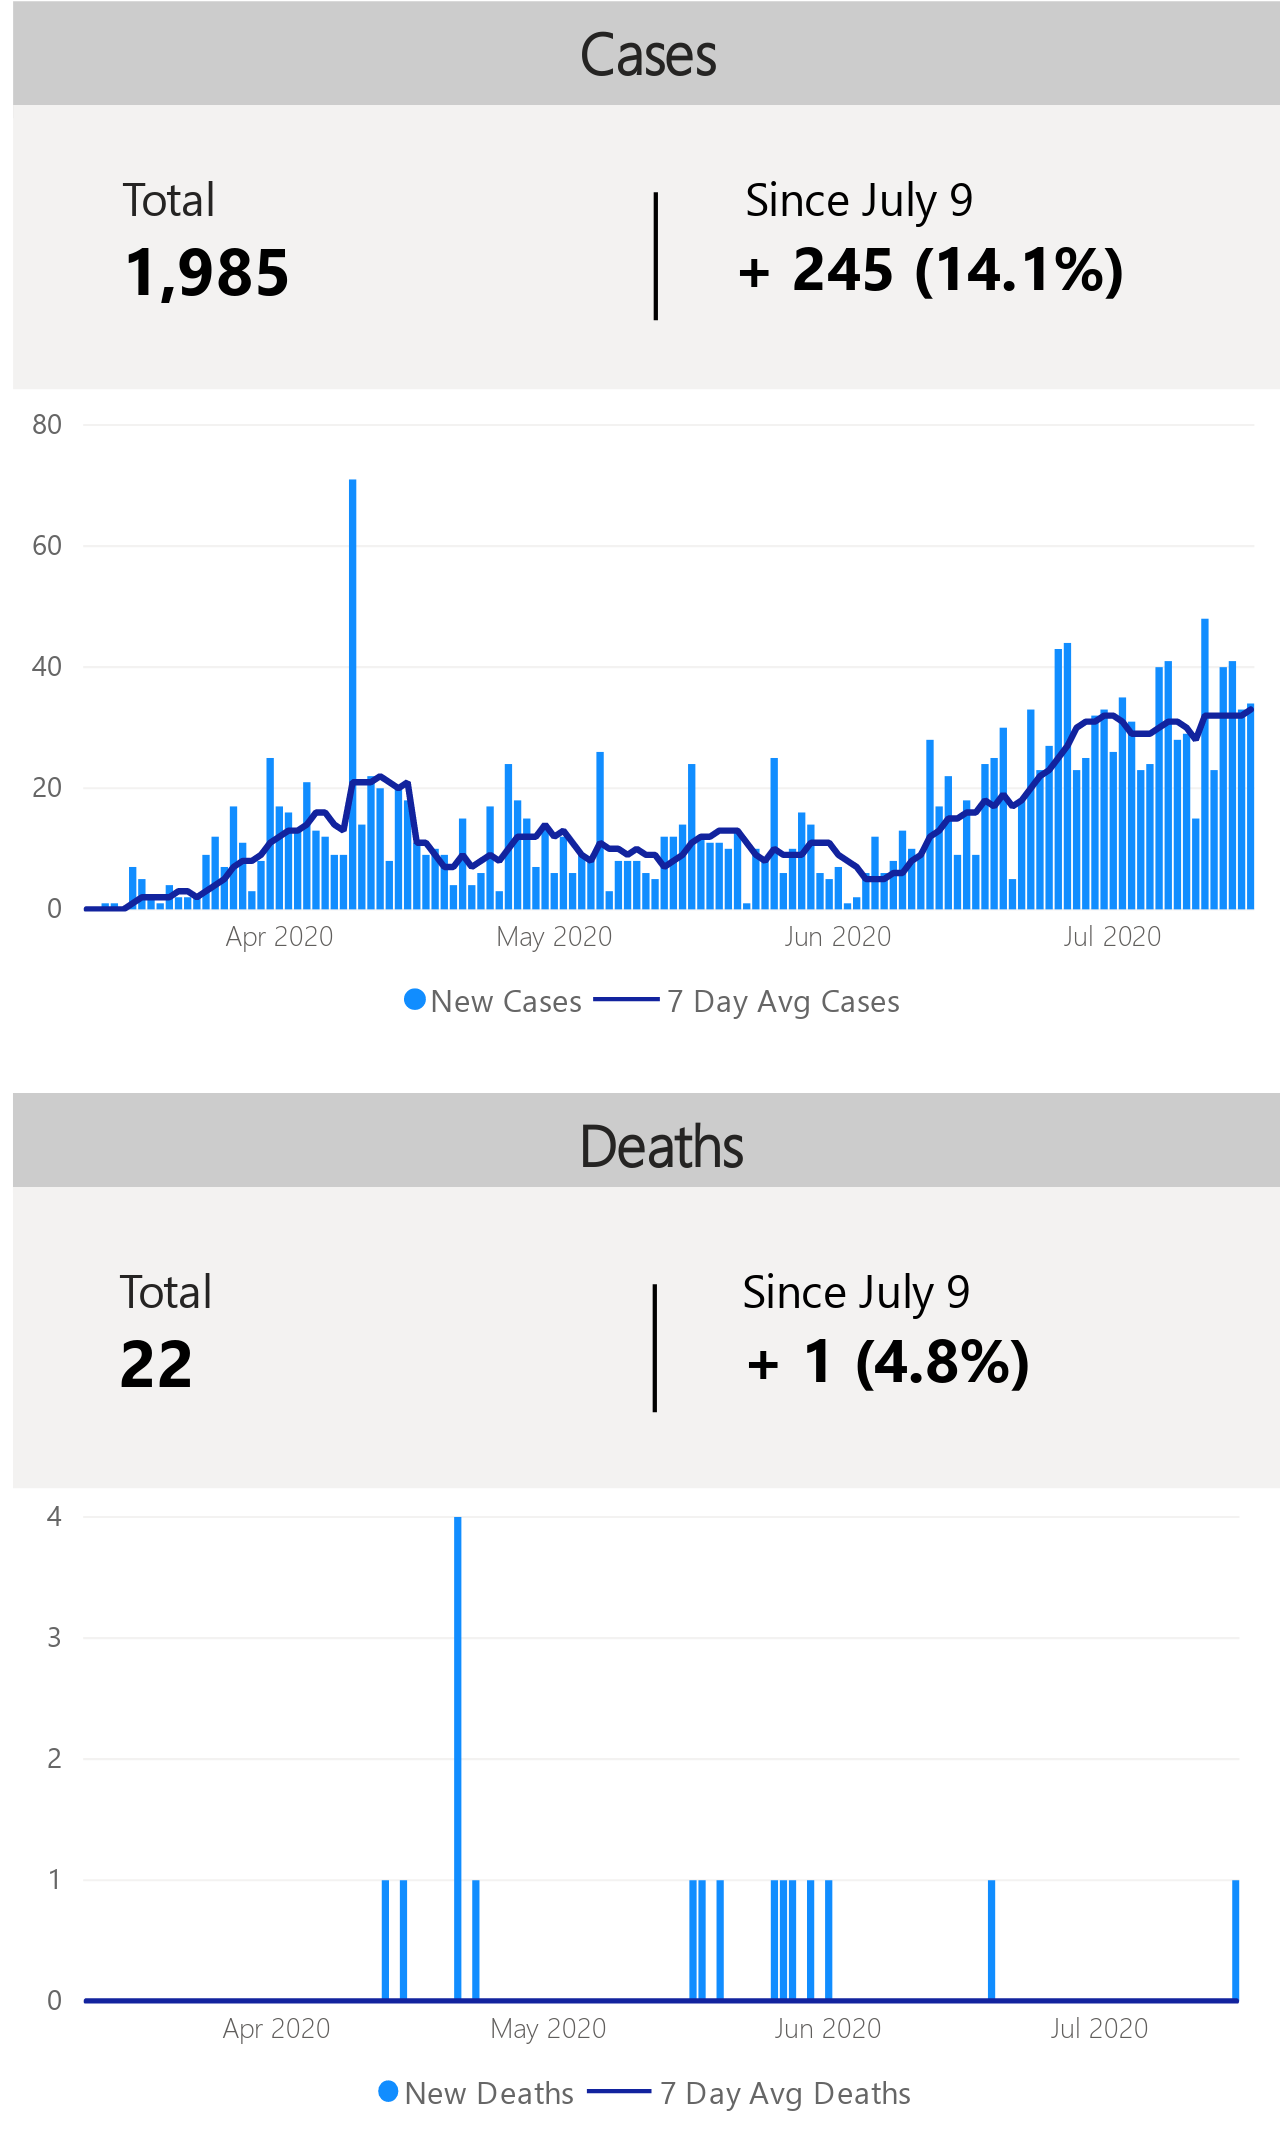 Cases
Total
Since July 9
1,985
+ 245 (14.1%)
80
60
40
20
0
Apr 2020 May 2020 Jun 2020 Jul 2020
New Cases 7 Day Avg Cases
Deaths
Total
Since July 9
22
+ 1 (4.8%)
4
3
2
1
0
Apr 2020 May 2020 Jun 2020 Jul 2020
New Deaths 7 Day Avg Deaths